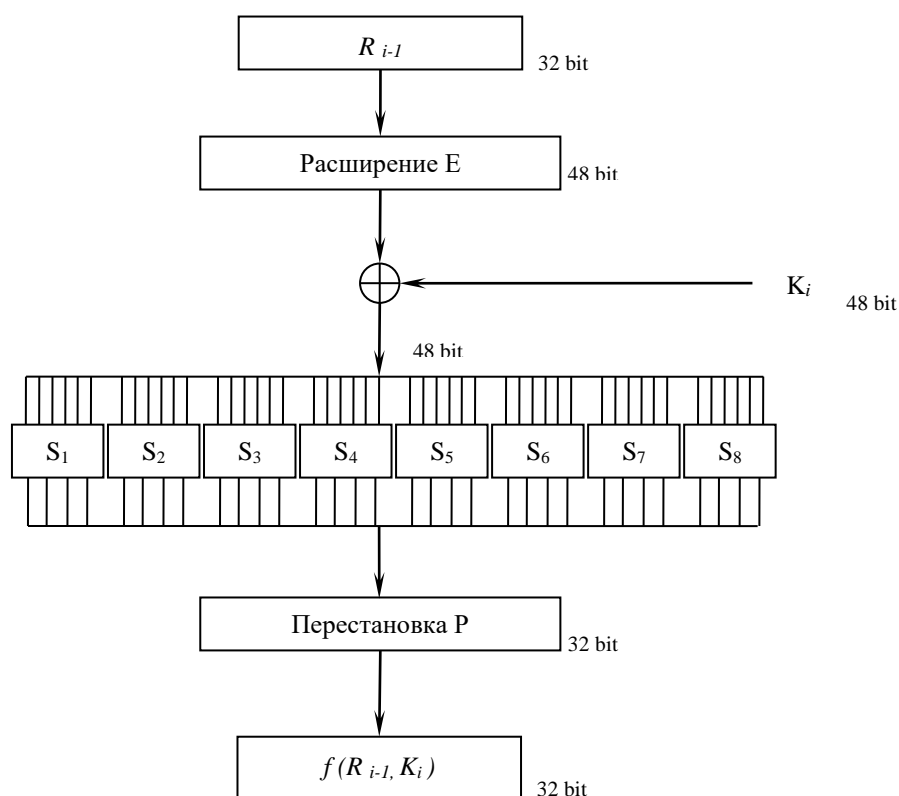 R i-1
32 bit
Расширение E
48 bit
Ki
48 bit
48 bit
S1 S2 S3 S4 S5 S6 S7 S8
Перестановка P
32 bit
f(R i-1, K i )
32 bit